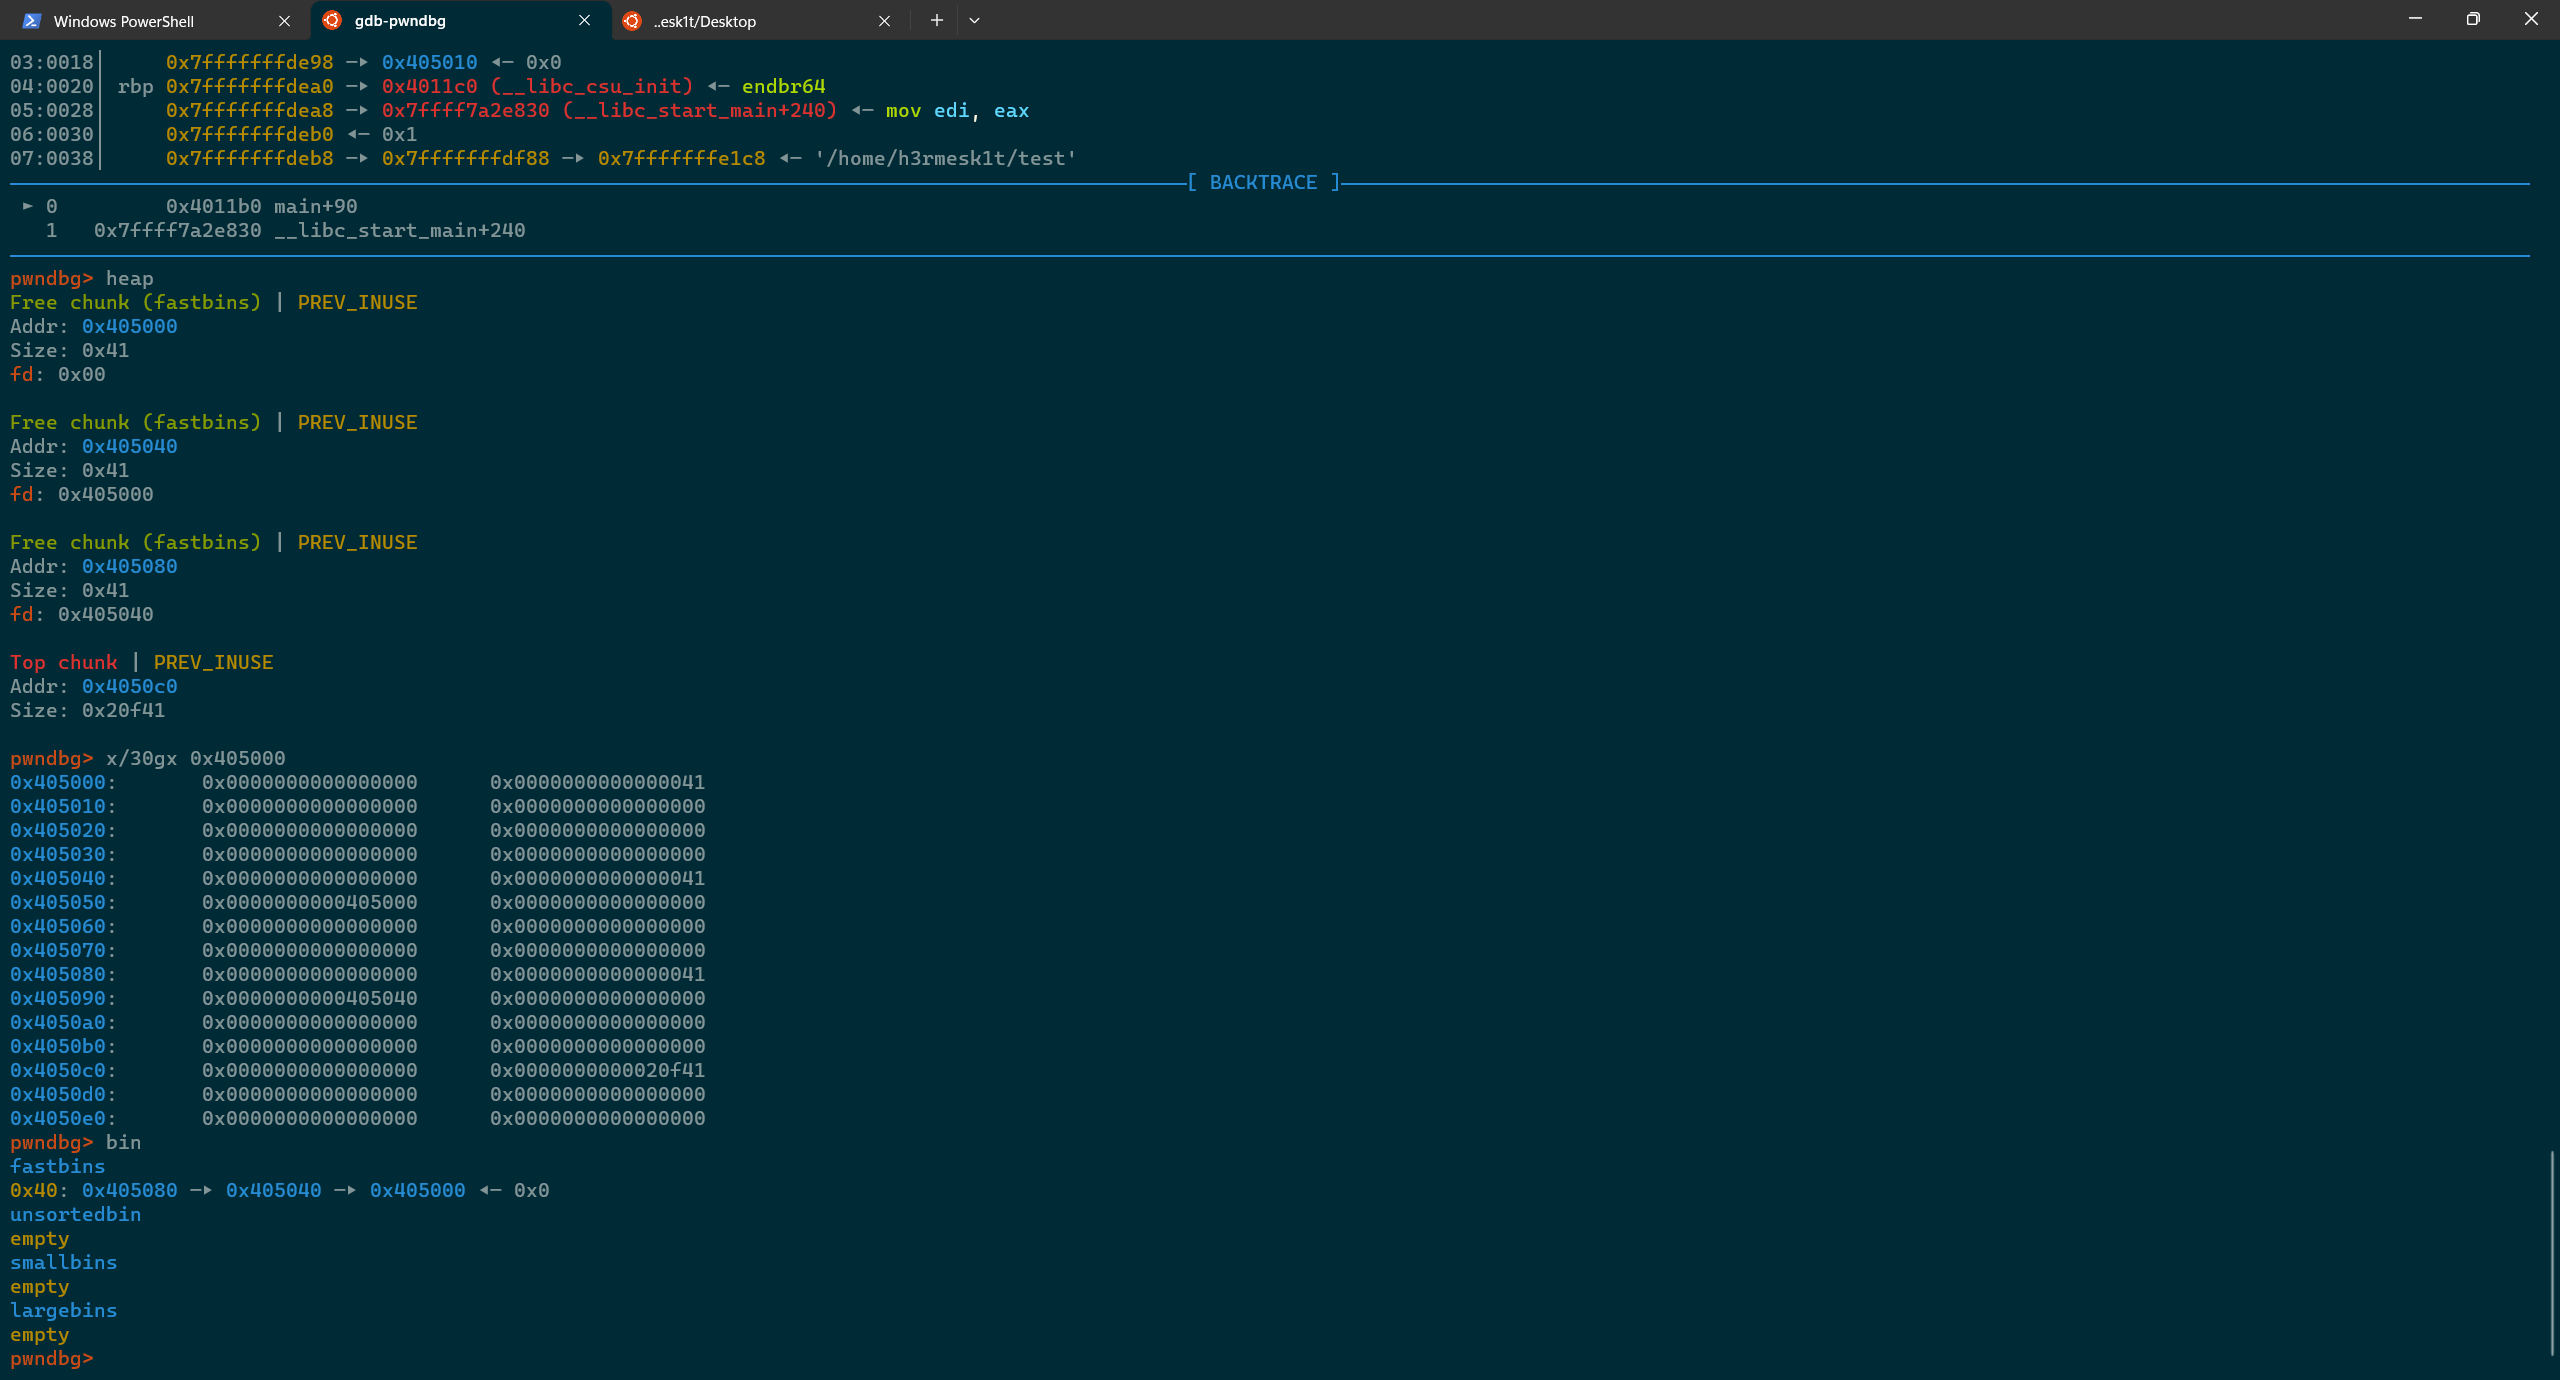 Windows PowerShell
gdb-pwndbg
..esk1t/Desktop
03:0018│ 0x7fffffffde98 —▸ 0x405010 ◂— 0x0
04:0020│ rbp 0x7fffffffdea0 —▸ 0x4011c0 (__libc_csu_init) ◂— endbr64
05:0028│ 0x7fffffffdea8 —▸ 0x7ffff7a2e830 (__libc_start_main+240) ◂— mov edi, eax
06:0030│ 0x7fffffffdeb0 ◂— 0x1
07:0038│ 0x7fffffffdeb8 —▸ 0x7fffffffdf88 —▸ 0x7fffffffe1c8 ◂— '/home/h3rmesk1t/test'
[ BACKTRACE ]
► 0 0x4011b0 main+90
1 0x7ffff7a2e830 __libc_start_main+240
pwndbg> heap
Free chunk (fastbins) | PREV_INUSE
Addr: 0x405000
Size: 0x41
fd: 0x00
Free chunk (fastbins) | PREV_INUSE
Addr: 0x405040
Size: 0x41
fd: 0x405000
Free chunk (fastbins) | PREV_INUSE
Addr: 0x405080
Size: 0x41
fd: 0x405040
Top chunk | PREV_INUSE
Addr: 0x4050c0
Size: 0x20f41
pwndbg> x/30gx 0x405000
0x405000: 0x0000000000000000 0x0000000000000041
0x405010: 0x0000000000000000 0x0000000000000000
0x405020: 0x0000000000000000 0x0000000000000000
0x405030: 0x0000000000000000 0x0000000000000000
0x405040: 0x0000000000000000 0x0000000000000041
0x405050: 0x0000000000405000 0x0000000000000000
0x405060: 0x0000000000000000 0x0000000000000000
0x405070: 0x0000000000000000 0x0000000000000000
0x405080: 0x0000000000000000 0x0000000000000041
0x405090: 0x0000000000405040 0x0000000000000000
0x4050a0: 0x0000000000000000 0x0000000000000000
0x4050b0: 0x0000000000000000 0x0000000000000000
0x4050c0: 0x0000000000000000 0x0000000000020f41
0x4050d0: 0x0000000000000000 0x0000000000000000
0x4050e0: 0x0000000000000000 0x0000000000000000
pwndbg> bin
fastbins
0x40: 0x405080 —▸ 0x405040 —▸ 0x405000 ◂— 0x0
unsortedbin
empty
smallbins
empty
largebins
empty
pwndbg>